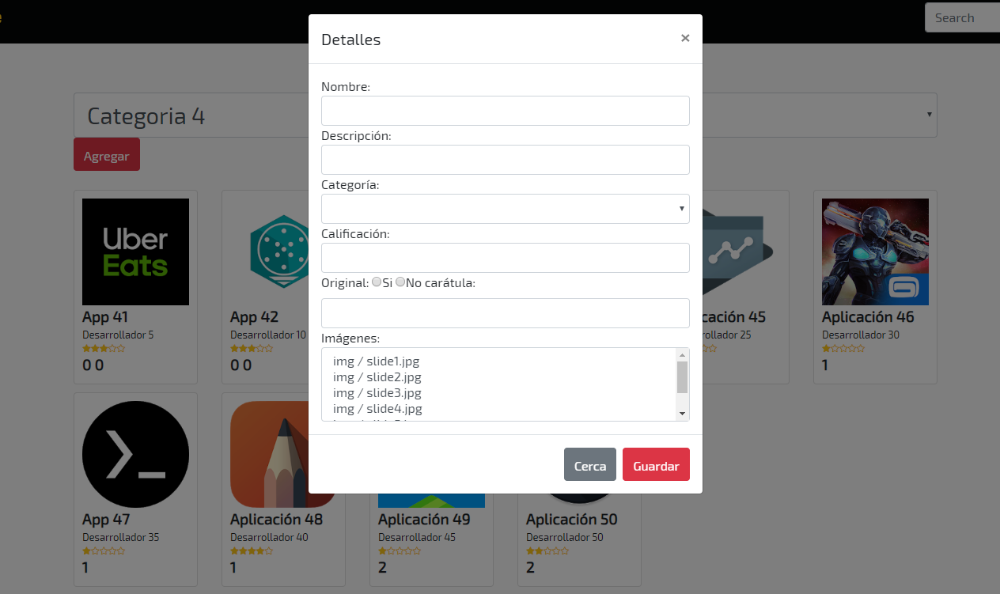 e
Search
Detalles
×
Nombre:
Descripción:
Categoría:
Calificación:
Original: Si No carátula:
Imágenes:
img / slide1.jpg
img / slide2.jpg
img / slide3.jpg
img / slide4.jpg
Cerca Guardar
Categoria 4
Agregar
Uber
Eats
App 41
Desarrollador 5
0 0
App 42
Desarrollador 10
0 0
cación 45
rollador 25
Aplicación 46
Desarrollador 30
1
App 47
Desarrollador 35
1
Aplicación 48
Desarrollador 40
1
Aplicación 49
Desarrollador 45
2
Aplicación 50
Desarrollador 50
2